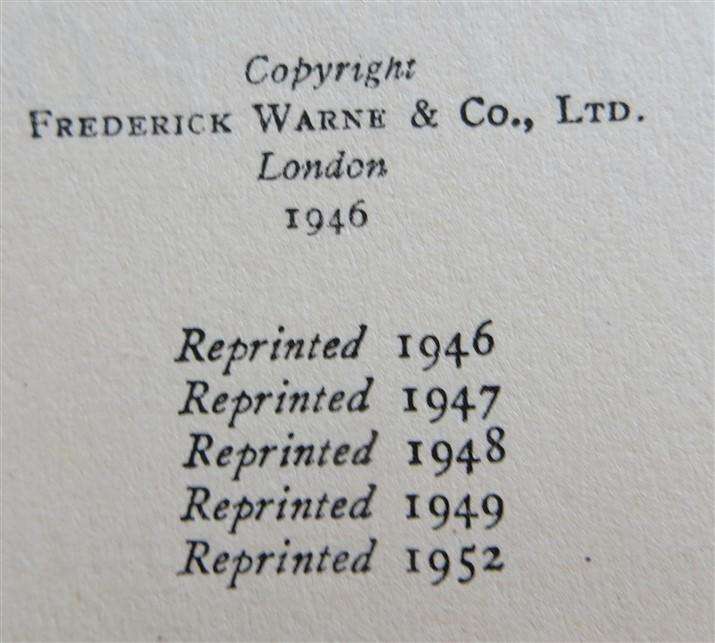 Copyright
FREDERICK WARNE & CO., LTD.
London
1946
Reprinted 1946
Reprinted 1947
Reprinted 1948
Reprinted 1949
Reprinted 1952